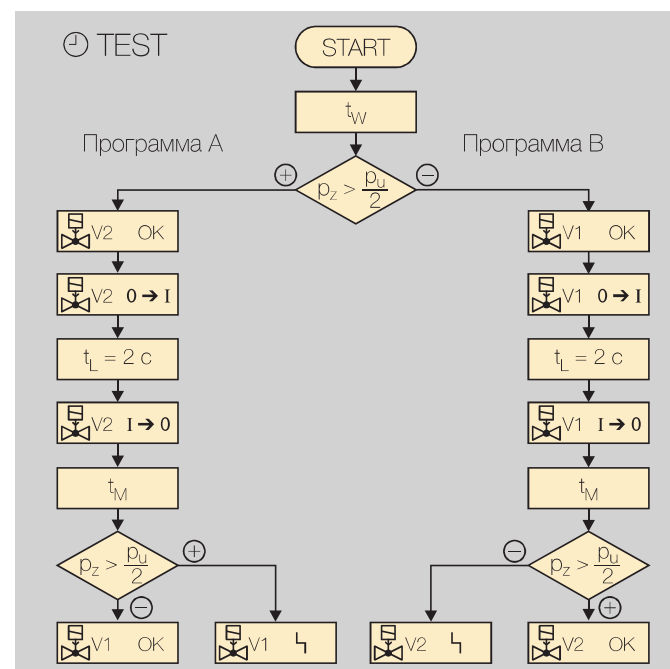 TEST
START
t_W
Программа A
Программа B
+
p_z > p_u/2
−
V2 OK
V1 OK
V2 0 → I
V1 0 → I
t_L = 2 c
t_L = 2 c
V2 I → 0
V1 I → 0
t_M
t_M
p_z > p_u/2
+
−
p_z > p_u/2
−
+
V1 OK
V1
V2
V2 OK